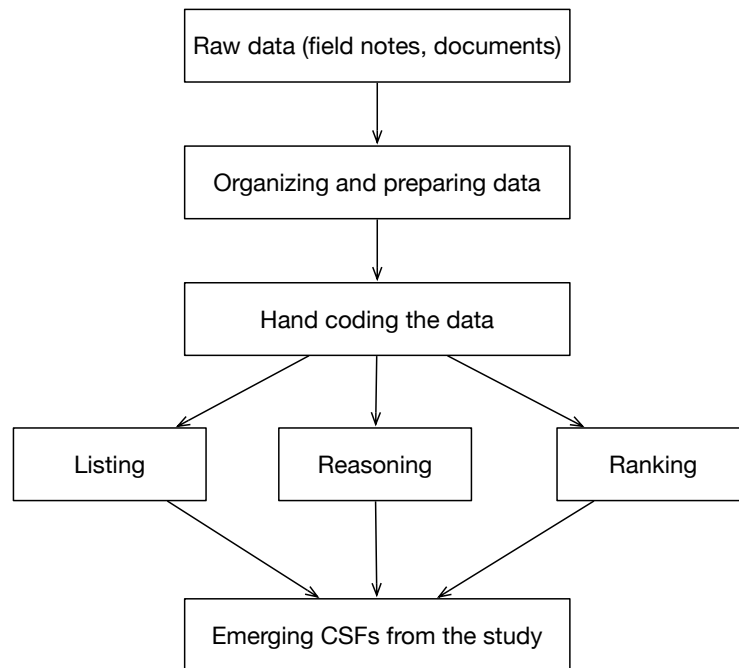 Raw data (field notes, documents)
Organizing and preparing data
Hand coding the data
Listing
Reasoning
Ranking
Emerging CSFs from the study